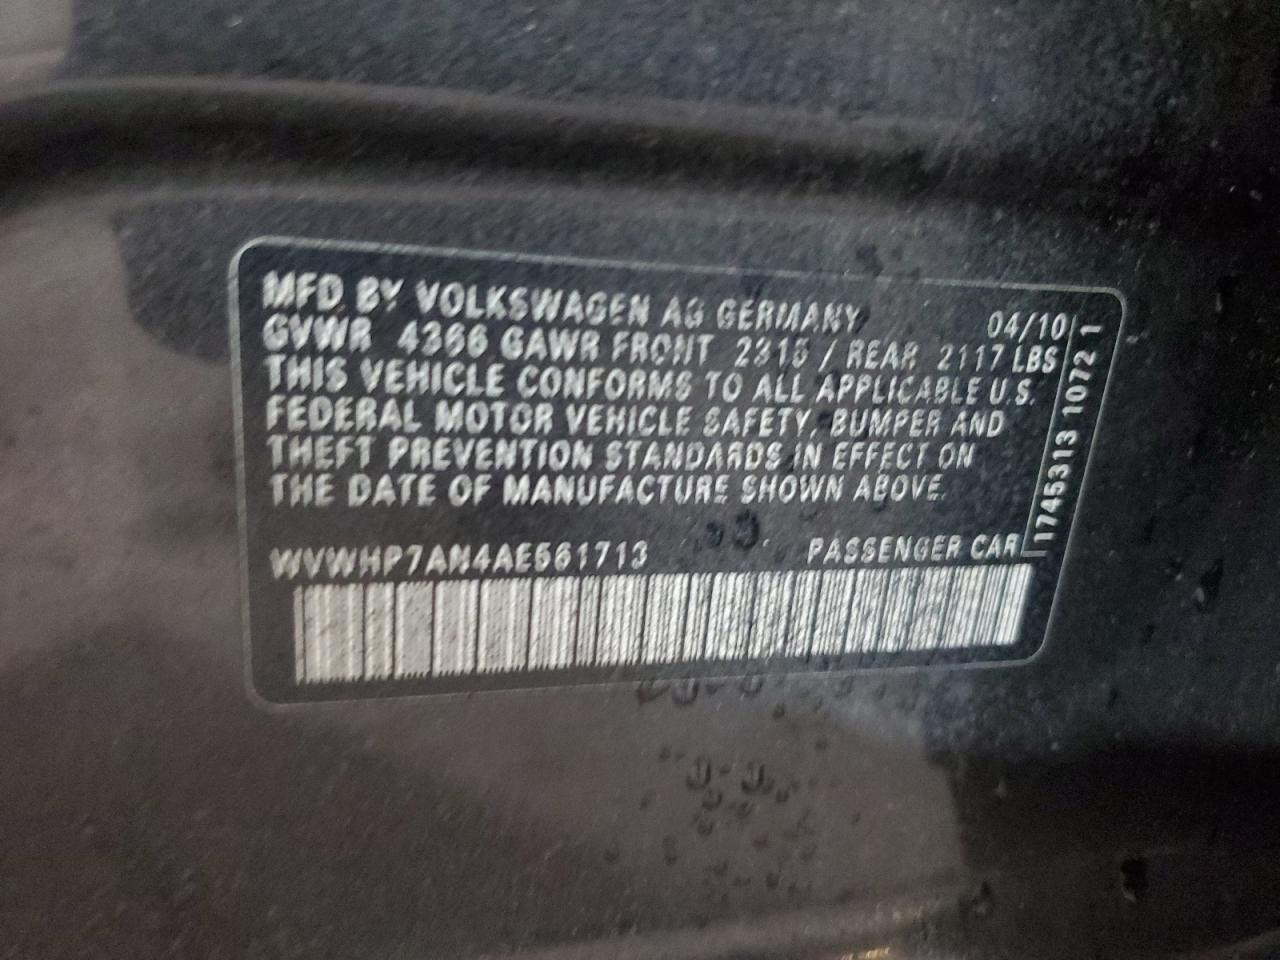 MFD. BY VOLKSWAGEN AG GERMANY 04/10
GVWR 4366 GAWR FRONT 2315 / REAR 2117 LBS
THIS VEHICLE CONFORMS TO ALL APPLICABLE U.S.
FEDERAL MOTOR VEHICLE SAFETY, BUMPER AND
THEFT PREVENTION STANDARDS IN EFFECT ON
THE DATE OF MANUFACTURE SHOWN ABOVE.
WVWHP7AN4AE561713 PASSENGER CAR
1745313 1072 1